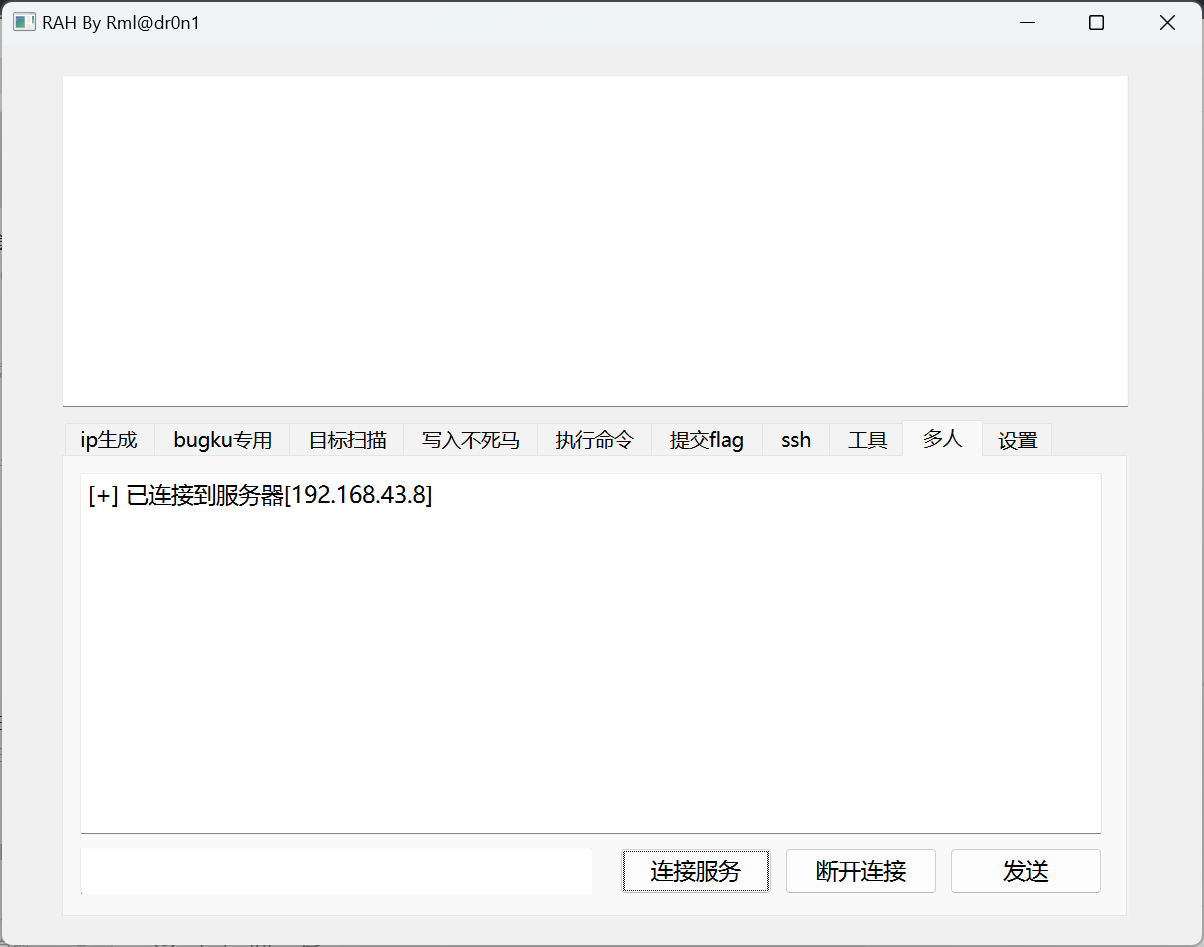 RAH By Rml@dr0n1
ip生成 bugku专用 目标扫描 写入不死马 执行命令 提交flag ssh 工具 多人 设置
[+] 已连接到服务器[192.168.43.8]
连接服务 断开连接 发送